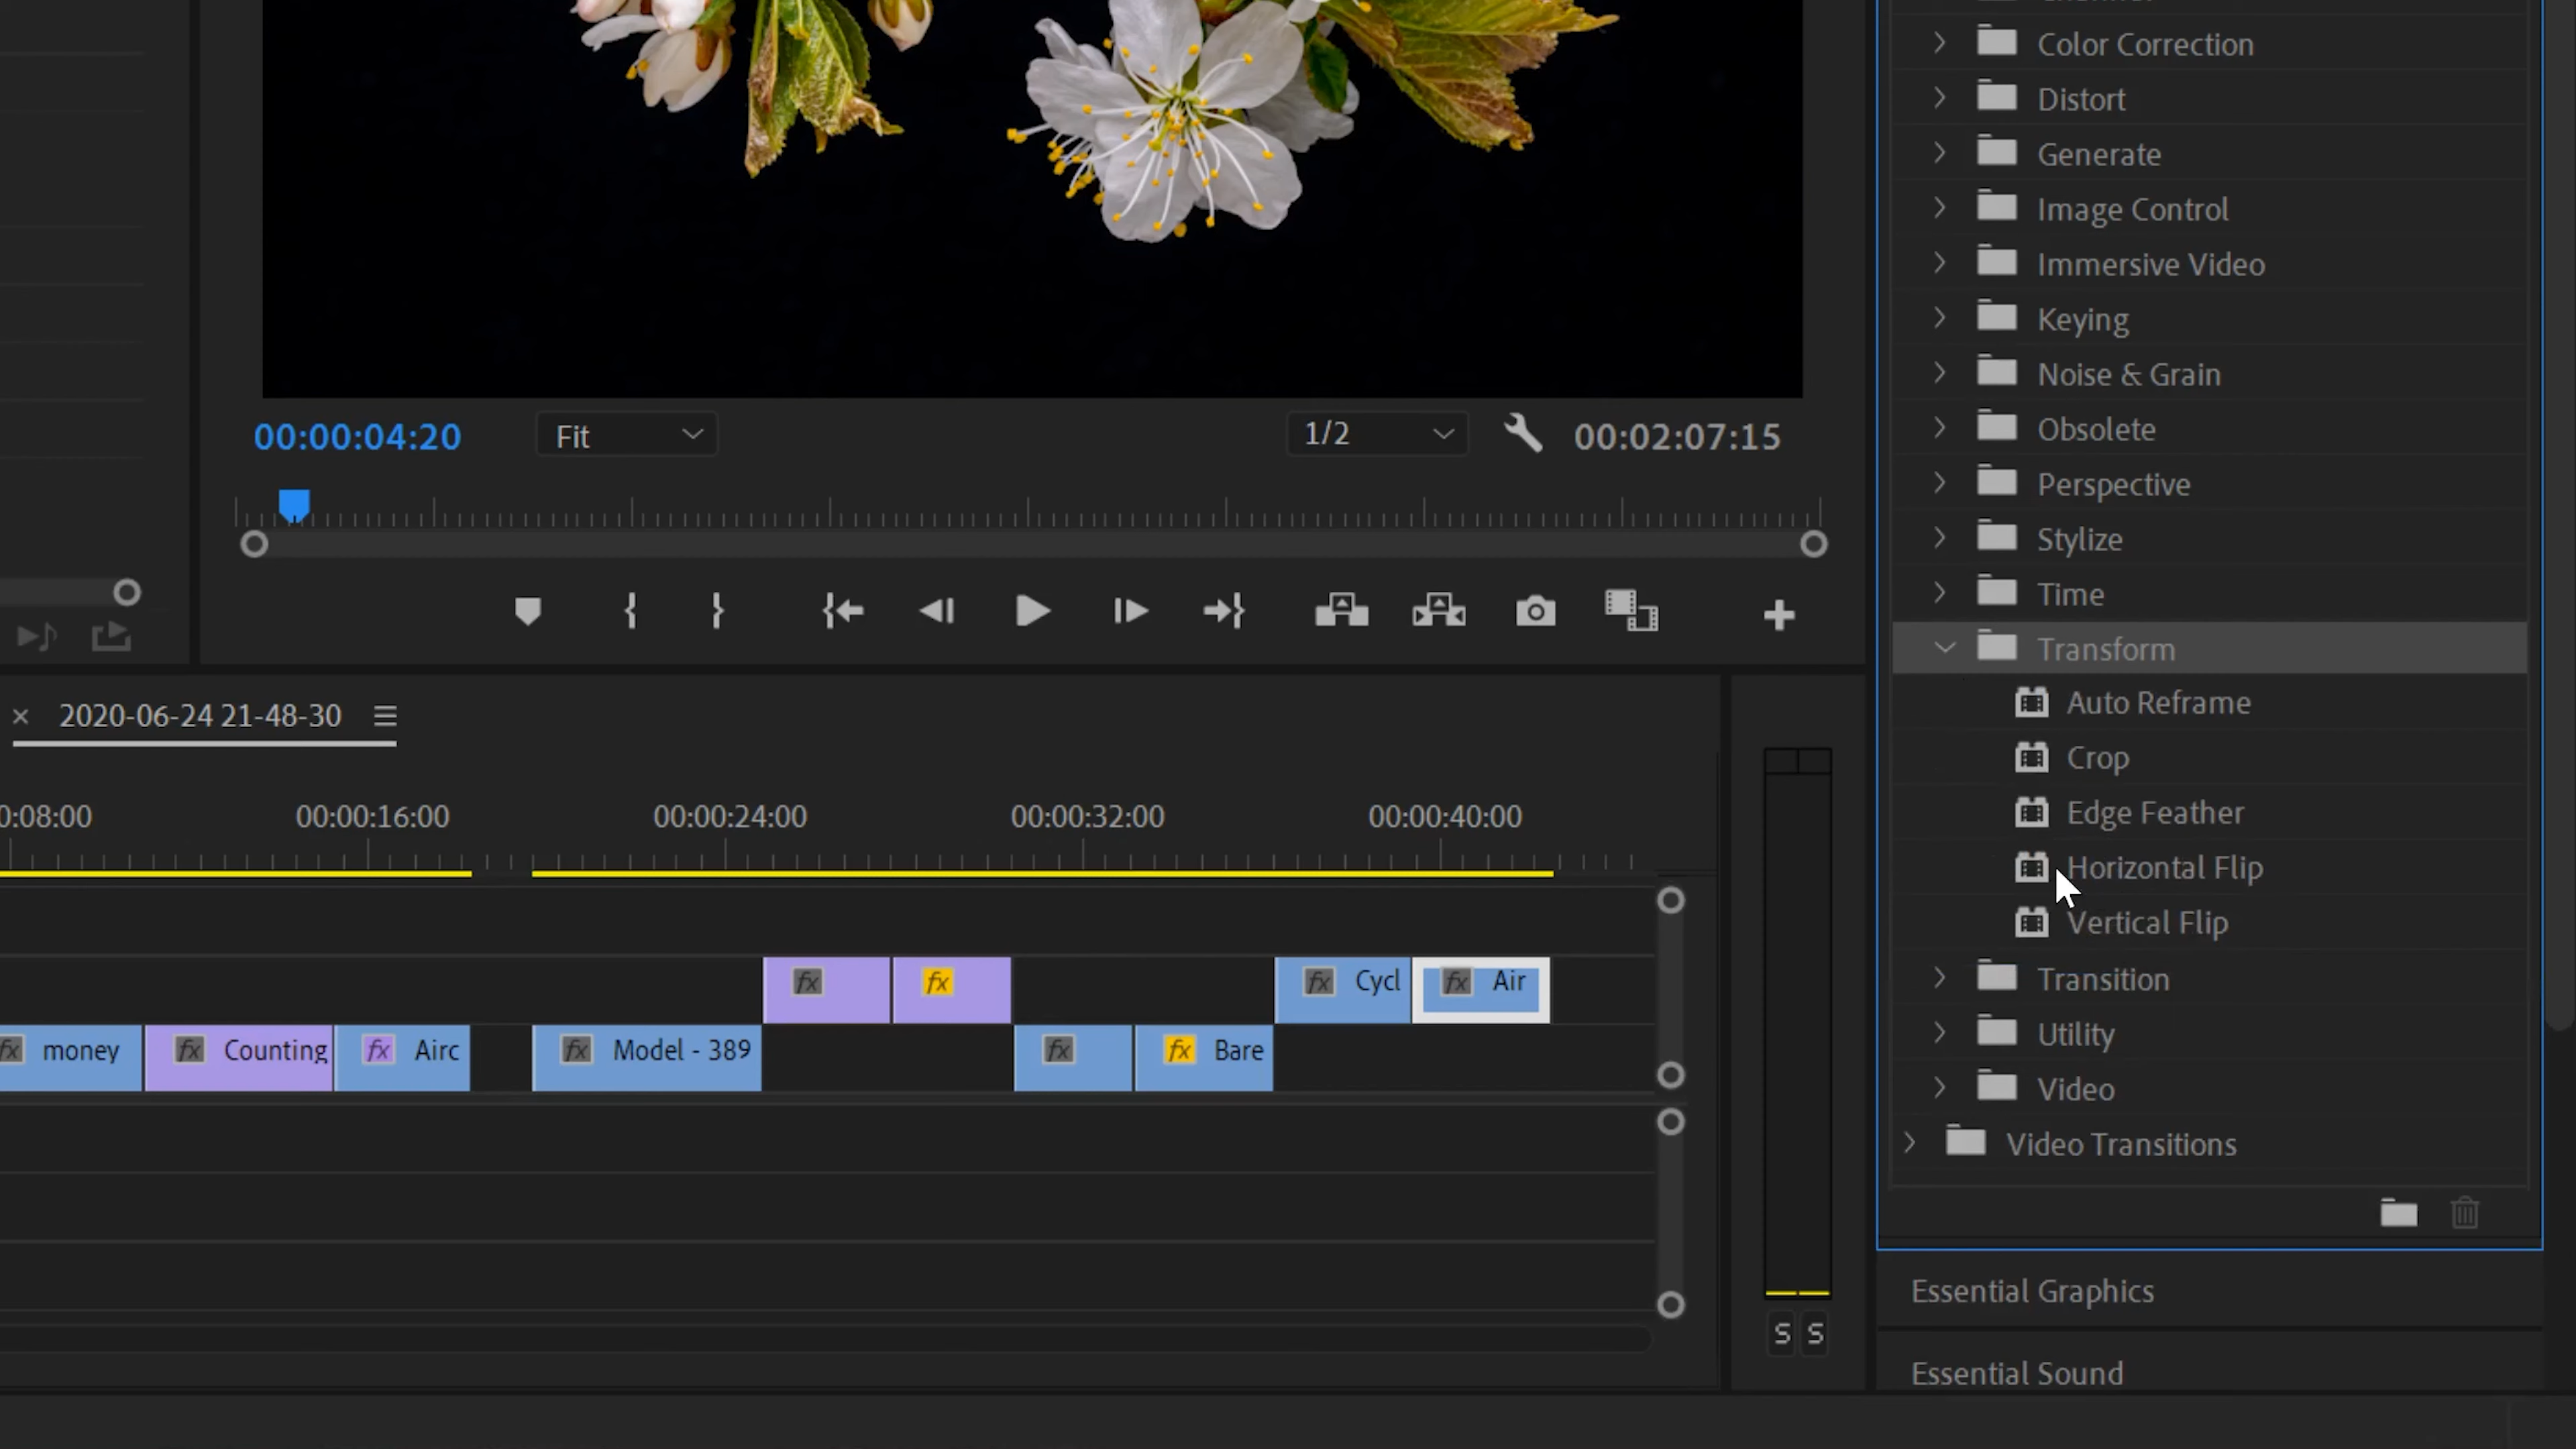 Color Correction
Distort
Generate
Image Control
Immersive Video
Keying
Noise & Grain
Obsolete
Perspective
Stylize
Time
Transform
Auto Reframe
Crop
Edge Feather
Horizontal Flip
Vertical Flip
Transition
Utility
Video
Video Transitions
Essential Graphics
Essential Sound
00:00:04:20
Fit
1/2
00:02:07:15
2020-06-24 21-48-30
0:08:00
00:00:16:00
00:00:24:00
00:00:32:00
00:00:40:00
fx
fx
fx Cycl
fx Air
fx money
fx Counting
fx Airc
fx Model - 389
fx
fx Bare
S S